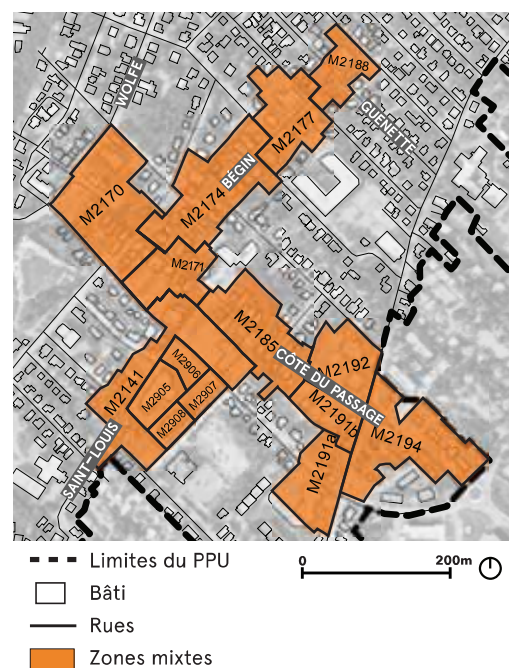 M2188
WOLFE
GUENETTE
M2177
BÉGIN
M2174
M2170
M2171
M2185
M2192
CÔTE DU PASSAGE
M2906
M2141
M2905
M2907
M2191b
M2194
M2908
M2191a
SAINT-LOUIS
Limites du PPU
0
200m
Bâti
Rues
Zones mixtes